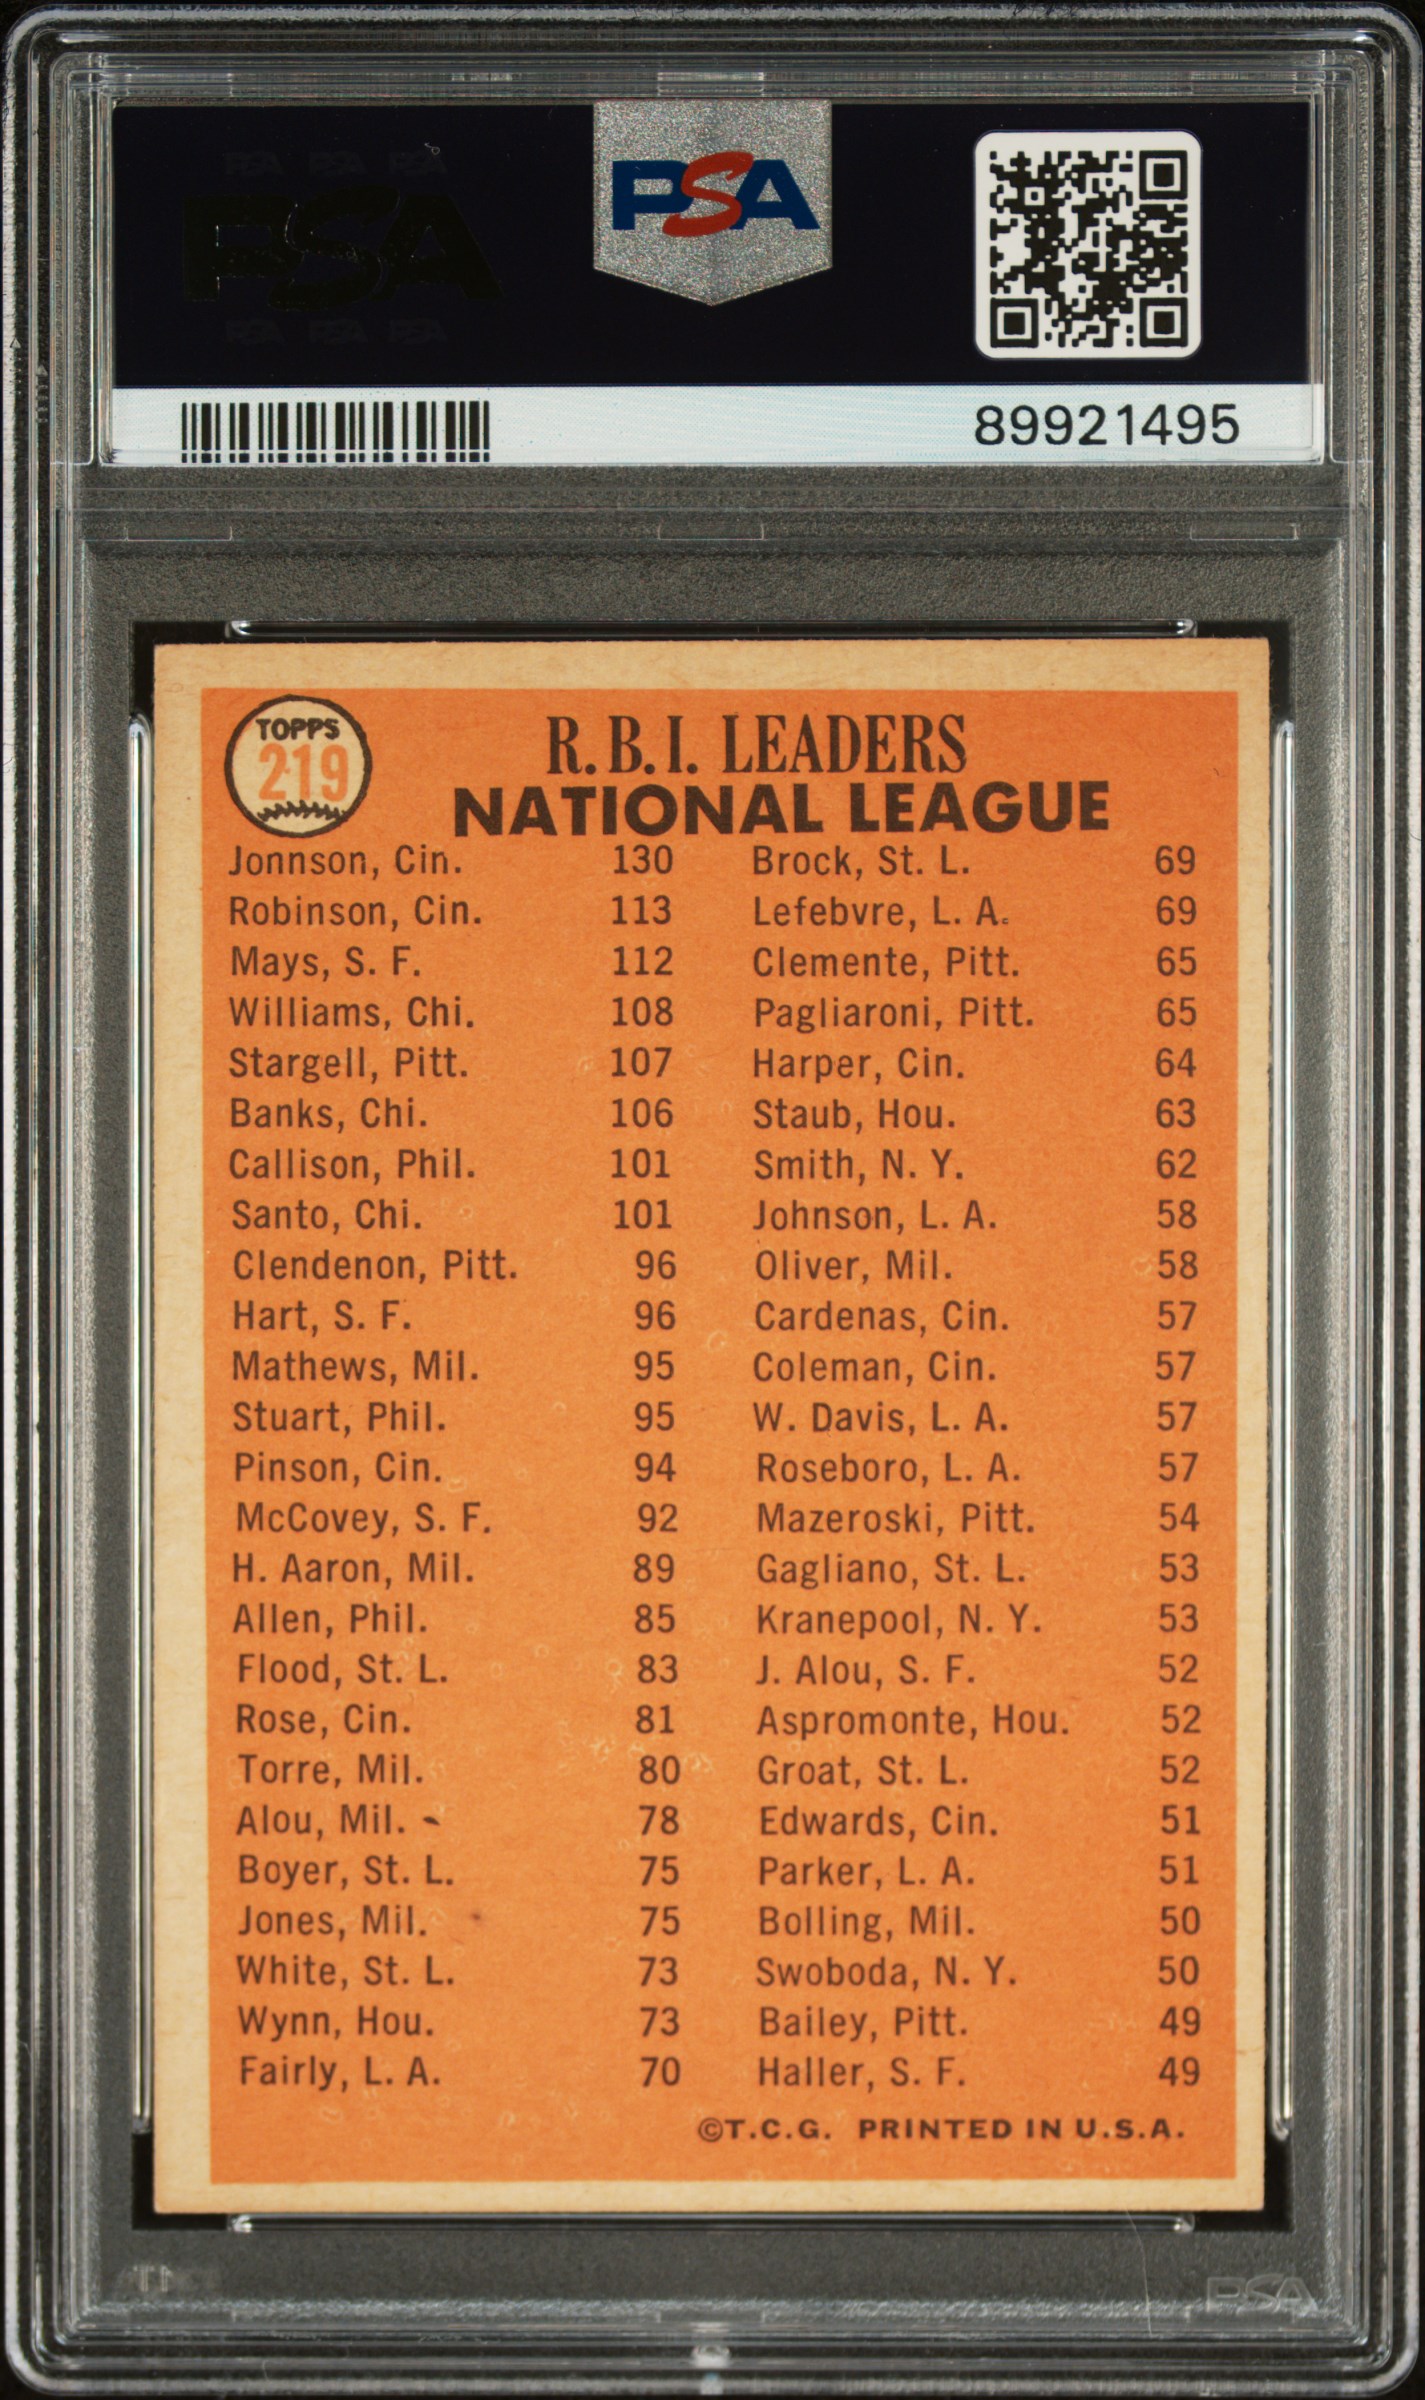 PSA PSA PSA
PSA
PSA PSA PSA
PSA
89921495
TOPPS
219
R.B.I. LEADERS
NATIONAL LEAGUE
Jonnson, Cin. 130
Robinson, Cin. 113
Mays, S. F. 112
Williams, Chi. 108
Stargell, Pitt. 107
Banks, Chi. 106
Callison, Phil. 101
Santo, Chi. 101
Clendenon, Pitt. 96
Hart, S. F. 96
Mathews, Mil. 95
Stuart, Phil. 95
Pinson, Cin. 94
McCovey, S. F. 92
H. Aaron, Mil. 89
Allen, Phil. 85
Flood, St. L. 83
Rose, Cin. 81
Torre, Mil. 80
Alou, Mil. 78
Boyer, St. L. 75
Jones, Mil. 75
White, St. L. 73
Wynn, Hou. 73
Fairly, L. A. 70
Brock, St. L. 69
Lefebvre, L. A. 69
Clemente, Pitt. 65
Pagliaroni, Pitt. 65
Harper, Cin. 64
Staub, Hou. 63
Smith, N. Y. 62
Johnson, L. A. 58
Oliver, Mil. 58
Cardenas, Cin. 57
Coleman, Cin. 57
W. Davis, L. A. 57
Roseboro, L. A. 57
Mazeroski, Pitt. 54
Gagliano, St. L. 53
Kranepool, N. Y. 53
J. Alou, S. F. 52
Aspromonte, Hou. 52
Groat, St. L. 52
Edwards, Cin. 51
Parker, L. A. 51
Bolling, Mil. 50
Swoboda, N. Y. 50
Bailey, Pitt. 49
Haller, S. F. 49
©T.C.G. PRINTED IN U.S.A.
PSA